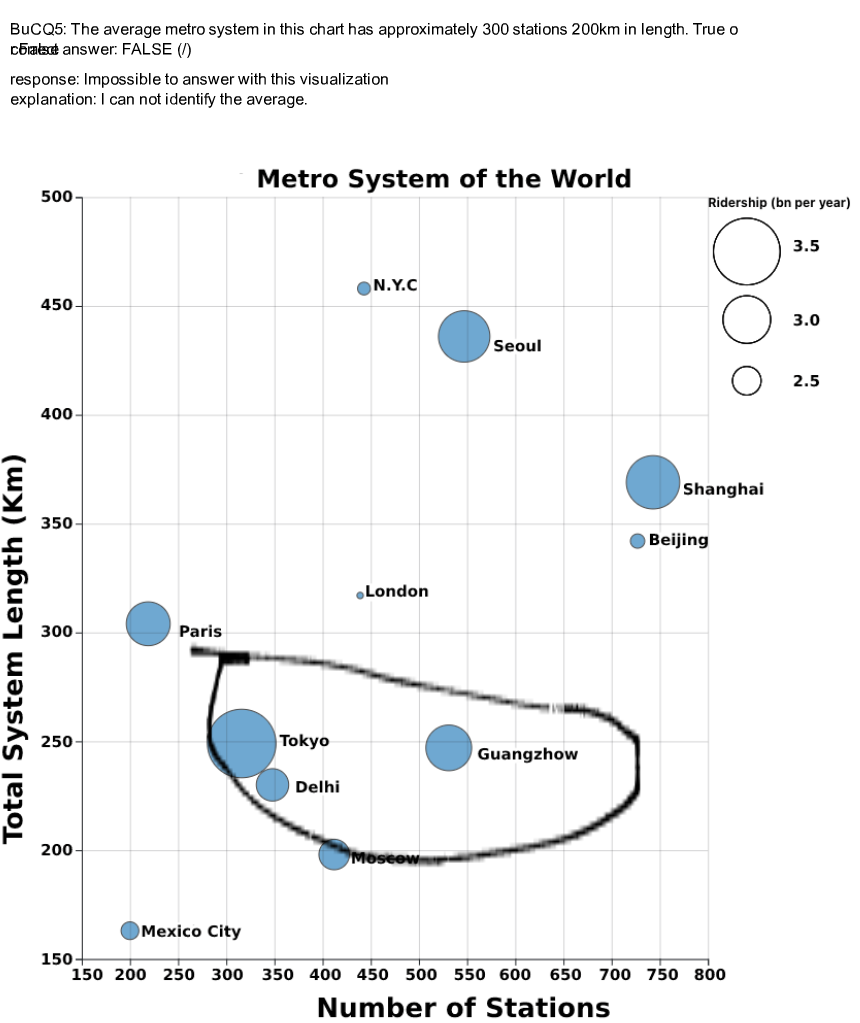 BuCQ5: The average metro system in this chart has approximately 300 stations 200km in length. True o
answer: FALSE (/)
response: Impossible to answer with this visualization
explanation: I can not identify the average.
Metro System of the World
Ridership (bn per year)
3.5
3.0
2.5
Total System Length (Km)
500
450
400
350
300
250
200
150
N.Y.C
Seoul
Shanghai
Beijing
London
Paris
Tokyo
Guangzhow
Delhi
Moscow
Mexico City
150 200 250 300 350 400 450 500 550 600 650 700 750 800
Number of Stations